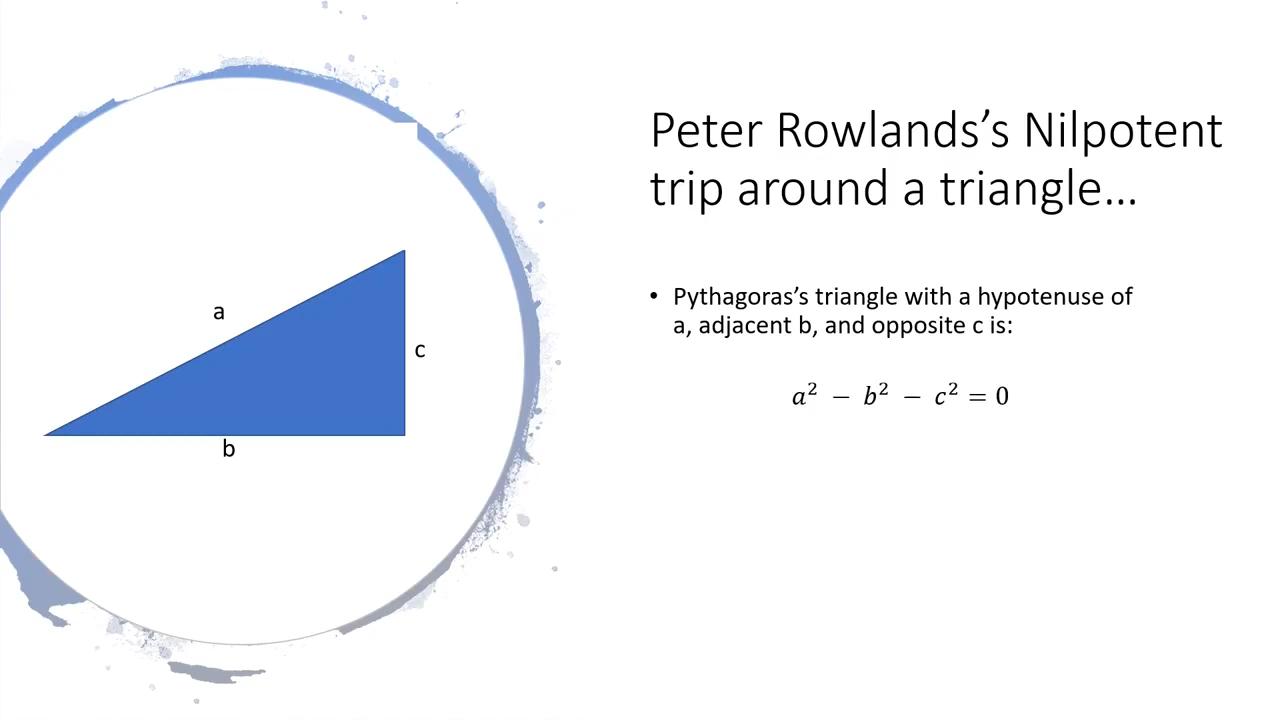 Peter Rowlands’s Nilpotent
trip around a triangle…
• Pythagoras’s triangle with a hypotenuse of
a, adjacent b, and opposite c is:
a² − b² − c² = 0
a
c
b